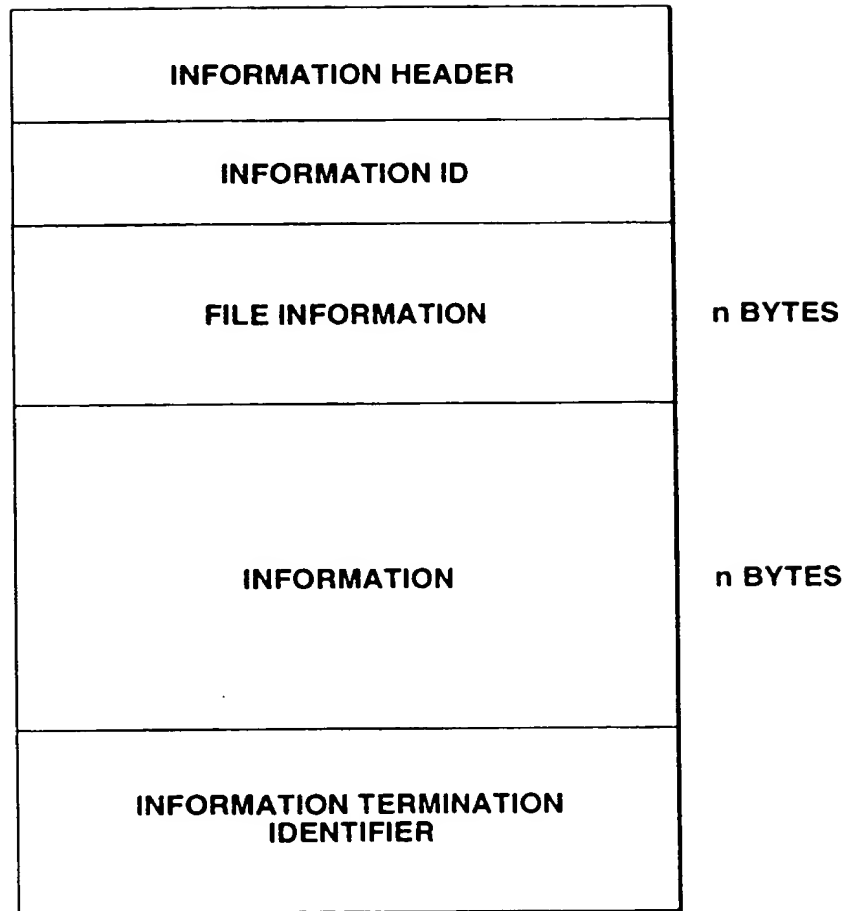 INFORMATION HEADER
INFORMATION ID
FILE INFORMATION
n BYTES
INFORMATION
n BYTES
INFORMATION TERMINATION
IDENTIFIER